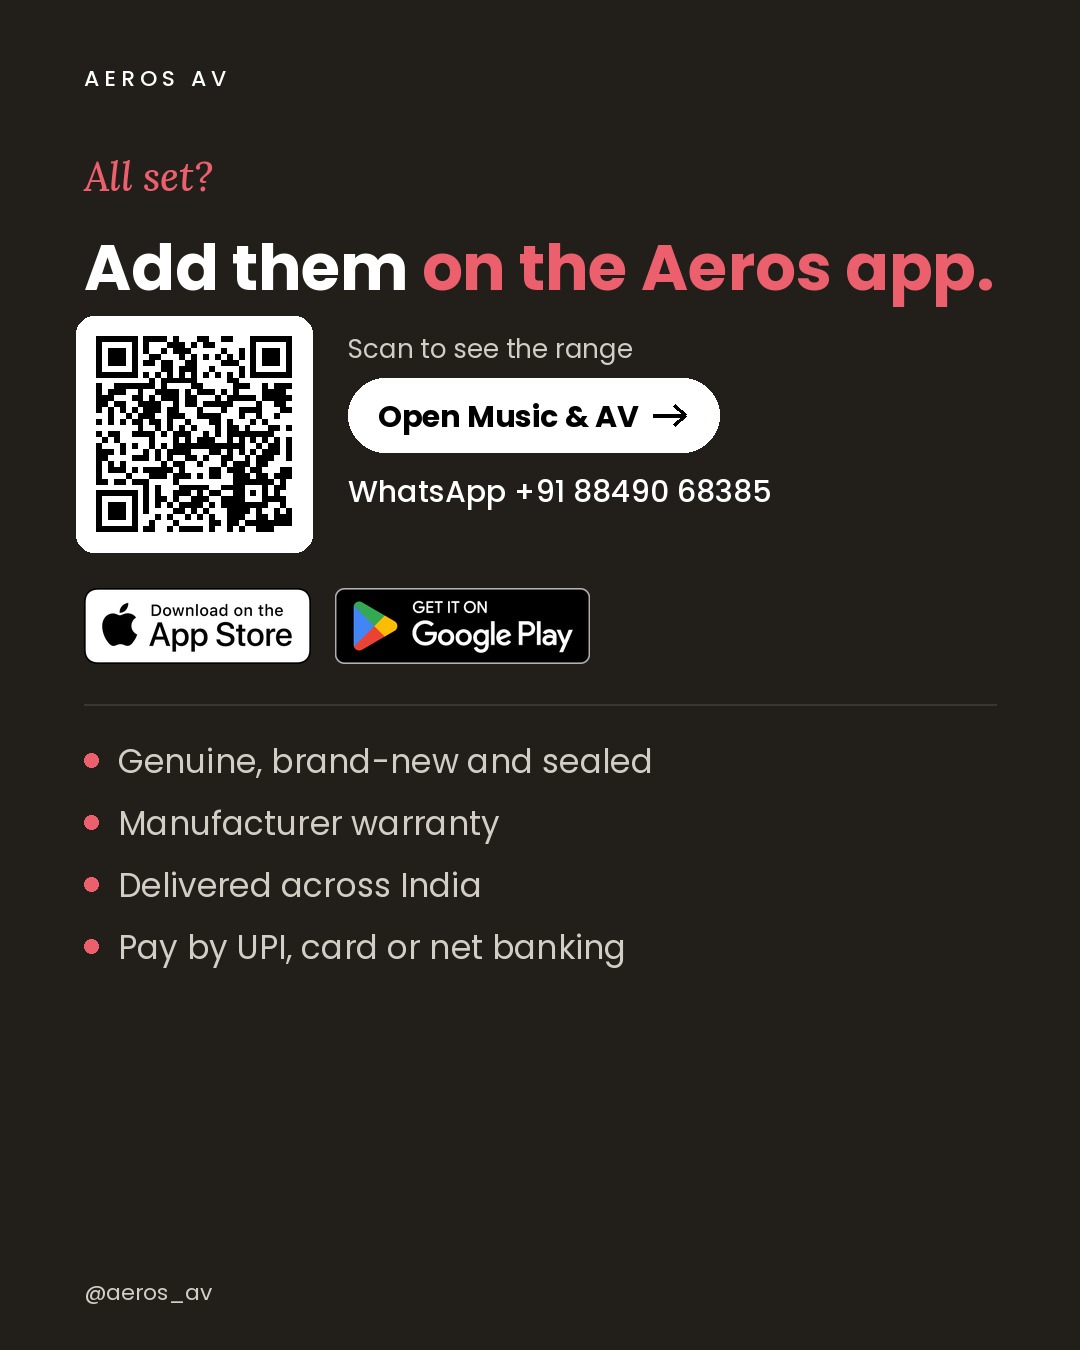 AEROS AV
All set?
Add them on the Aeros app.
Scan to see the range
Open Music & AV →
WhatsApp +91 88490 68385
Download on the
App Store
GET IT ON
Google Play
Genuine, brand-new and sealed
Manufacturer warranty
Delivered across India
Pay by UPI, card or net banking
@aeros_av